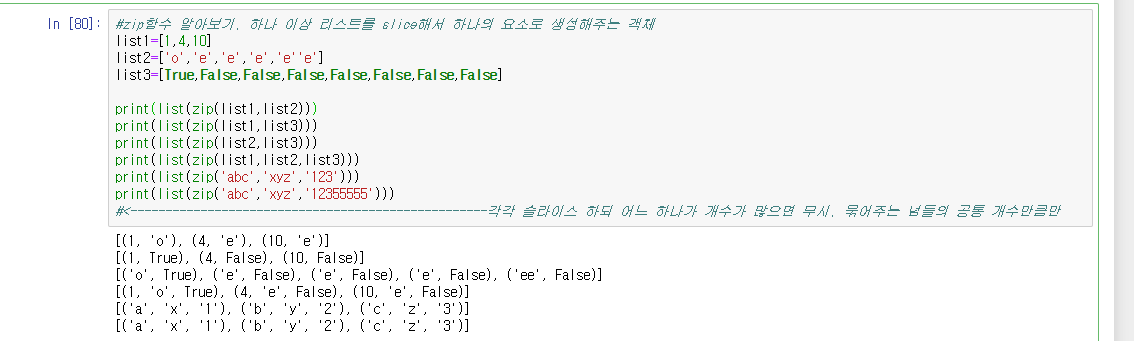 In [80]: #zip함수 알아보기. 하나 이상 리스트를 slice해서 하나의 요소로 생성해주는 객체
list1=[1,4,10]
list2=['o','e','e','e','e''e']
list3=[True,False,False,False,False,False,False,False]
print(list(zip(list1,list2)))
print(list(zip(list1,list3)))
print(list(zip(list2,list3)))
print(list(zip(list1,list2,list3)))
print(list(zip('abc','xyz','123')))
print(list(zip('abc','xyz','12355555')))
#<---------------------------------------------------각각 슬라이스 하되 어느 하나가 개수가 많으면 무시. 묶어주는 넘들의 공통 개수만큼만
[(1, 'o'), (4, 'e'), (10, 'e')]
[(1, True), (4, False), (10, False)]
[('o', True), ('e', False), ('e', False), ('e', False), ('ee', False)]
[(1, 'o', True), (4, 'e', False), (10, 'e', False)]
[('a', 'x', '1'), ('b', 'y', '2'), ('c', 'z', '3')]
[('a', 'x', '1'), ('b', 'y', '2'), ('c', 'z', '3')]